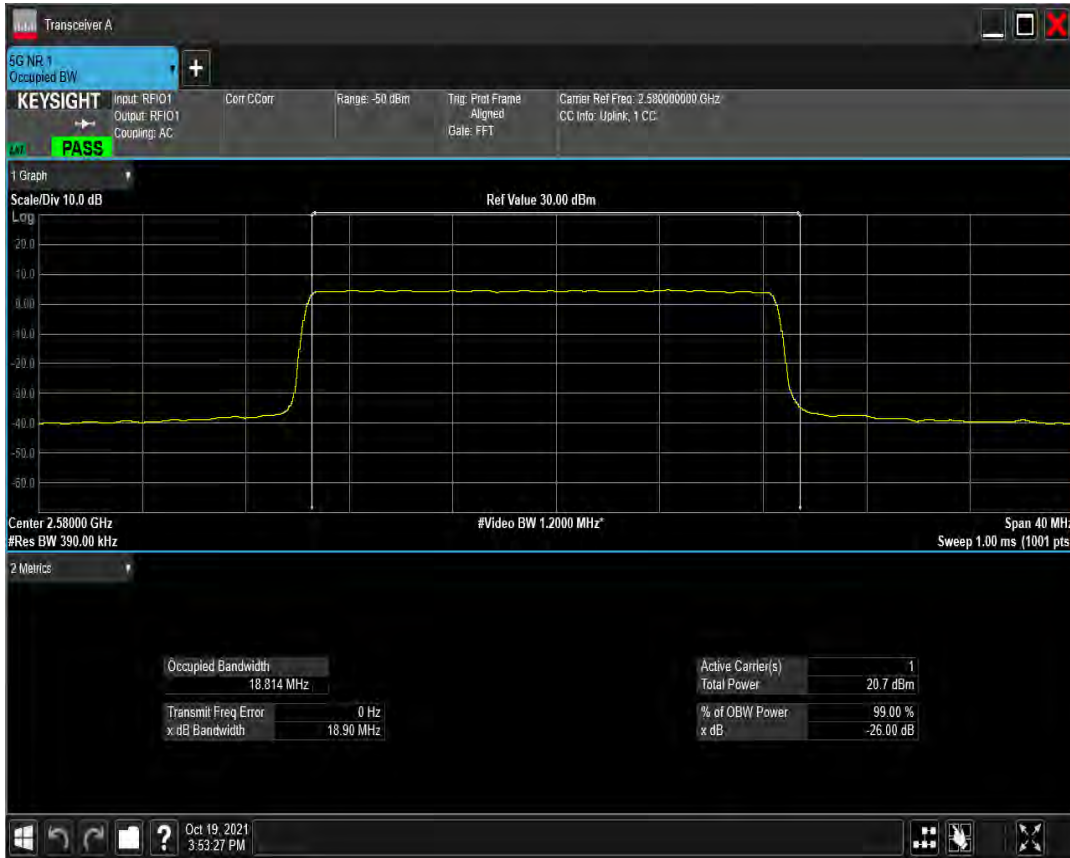 Transceiver A
5G NR 1
Occupied BW
+
KEYSIGHT
Input: RFIO1
Output: RFIO1
Coupling: AC
Corr CCorr
Range: -50 dBm
Trig: Prot Frame
Aligned
Gate: FFT
Carrier Ref Freq: 2.580000000 GHz
CC Info: Uplink, 1 CC
PASS
1 Graph
Scale/Div 10.0 dB
Ref Value 30.00 dBm
Log
20.0
10.0
0.00
-10.0
-20.0
-30.0
-40.0
-50.0
-60.0
Center 2.58000 GHz
#Video BW 1.2000 MHz*
Span 40 MHz
#Res BW 390.00 kHz
Sweep 1.00 ms (1001 pts
2 Metrics
Occupied Bandwidth
18.814 MHz
Transmit Freq Error 0 Hz
x dB Bandwidth 18.90 MHz
Active Carrier(s) 1
Total Power 20.7 dBm
% of OBW Power 99.00 %
x dB -26.00 dB
?
Oct 19, 2021
3:53:27 PM